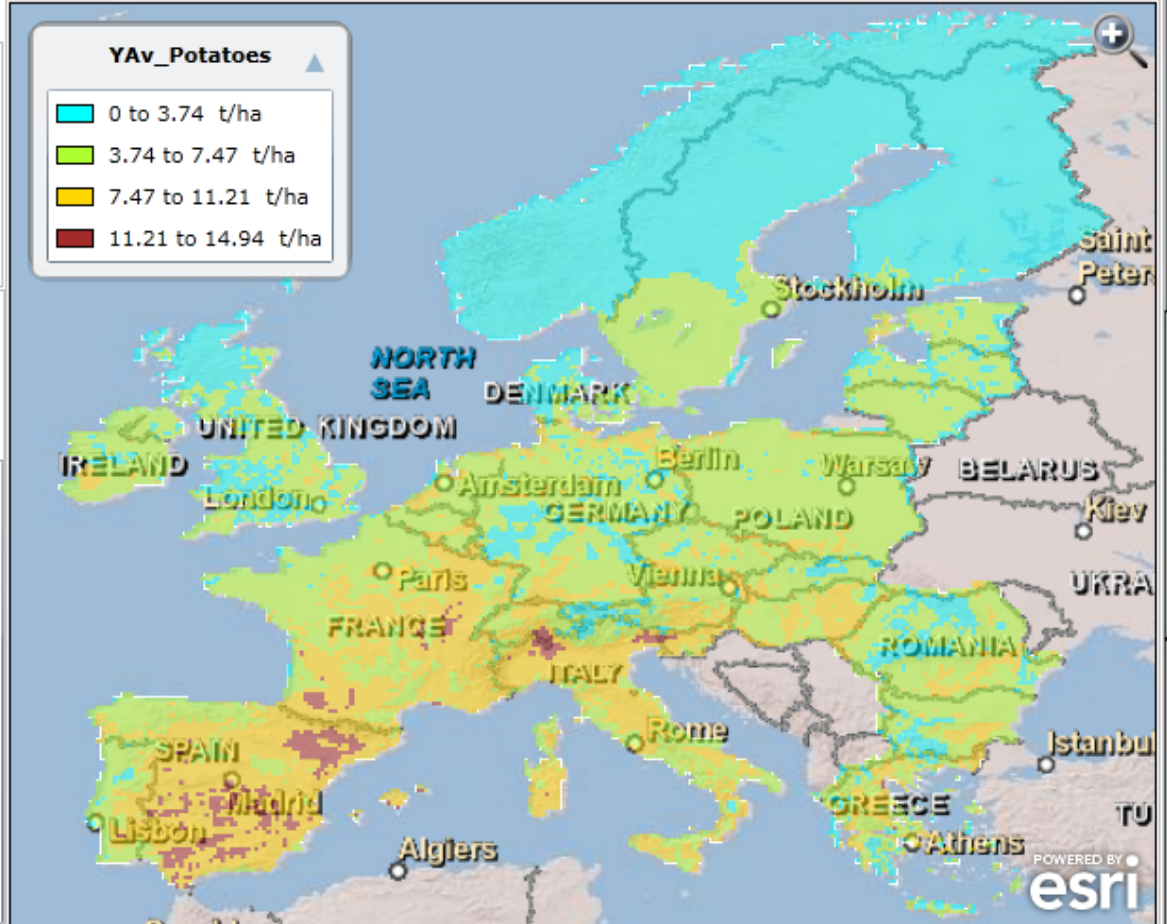 YAv_Potatoes
0 to 3.74 t/ha
3.74 to 7.47 t/ha
7.47 to 11.21 t/ha
11.21 to 14.94 t/ha
Saint
Peter
Stockholm
NORTH
SEA
DENMARK
UNITED KINGDOM
IRELAND
Berlin
Warsaw
BELARUS
Amsterdam
London
GERMANY
POLAND
Kiev
Paris
Vienna
UKRA
FRANCE
ROMANIA
ITALY
Rome
SPAIN
Istanbul
Madrid
GREECE
TU
Lisbon
Algiers
Athens
POWERED BY
esri